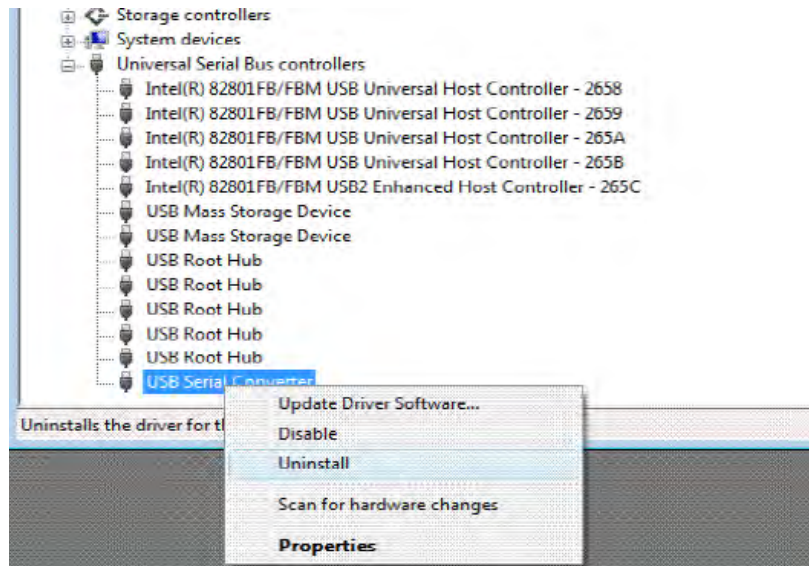 Storage controllers
System devices
Universal Serial Bus controllers
Intel(R) 82801FB/FBM USB Universal Host Controller - 2658
Intel(R) 82801FB/FBM USB Universal Host Controller - 2659
Intel(R) 82801FB/FBM USB Universal Host Controller - 265A
Intel(R) 82801FB/FBM USB Universal Host Controller - 265B
Intel(R) 82801FB/FBM USB2 Enhanced Host Controller - 265C
USB Mass Storage Device
USB Mass Storage Device
USB Root Hub
USB Root Hub
USB Root Hub
USB Root Hub
USB Root Hub
USB Serial Converter
Update Driver Software...
Uninstalls the driver for t
Disable
Uninstall
Scan for hardware changes
Properties